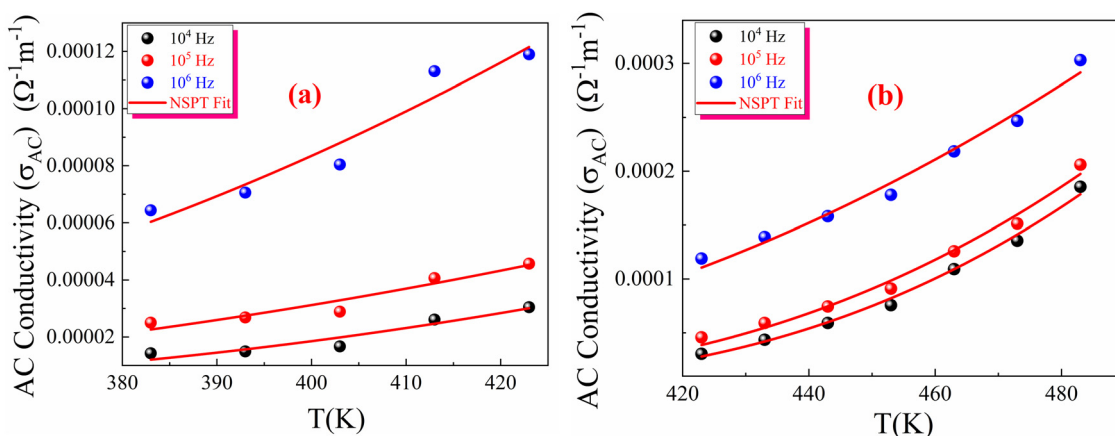 0.00012
0.00010
0.00008
0.00006
0.00004
0.00002
AC Conductivity (σ_AC) (Ω⁻¹m⁻¹)
10⁴ Hz
10⁵ Hz
10⁶ Hz
NSPT Fit
(a)
380 390 400 410 420
T(K)
0.0003
0.0002
0.0001
AC Conductivity (σ_AC) (Ω⁻¹m⁻¹)
10⁴ Hz
10⁵ Hz
10⁶ Hz
NSPT Fit
(b)
420 440 460 480
T(K)